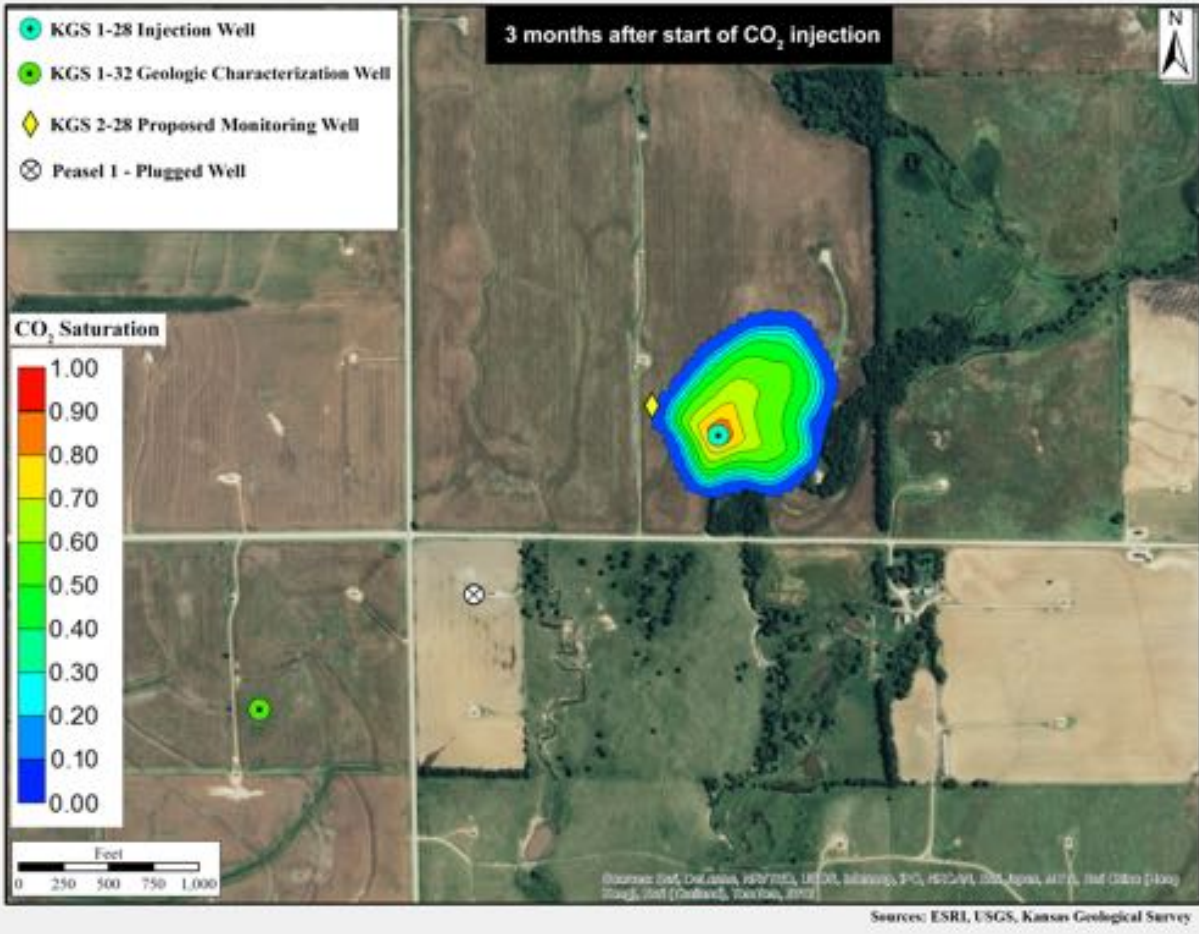 KGS 1-28 Injection Well
KGS 1-32 Geologic Characterization Well
KGS 2-28 Proposed Monitoring Well
Peasel 1 - Plugged Well
3 months after start of CO₂ injection
N
CO₂ Saturation
1.00
0.90
0.80
0.70
0.60
0.50
0.40
0.30
0.20
0.10
0.00
Feet
0 250 500 750 1,000
Sources: Esri,
Sources: ESRI, USGS, Kansas Geological Survey